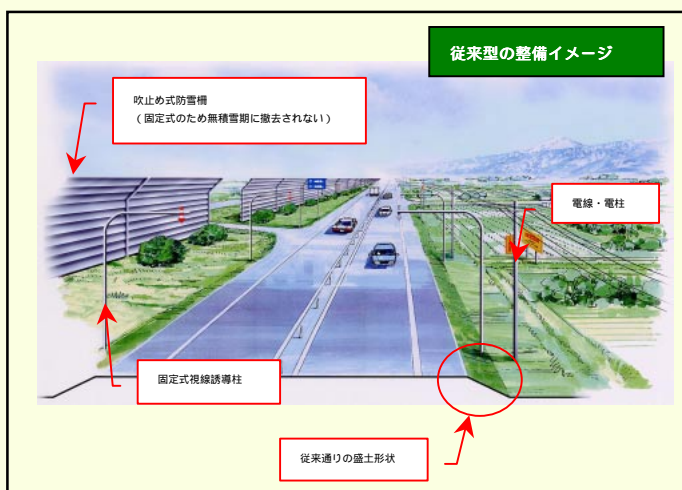 従来型の整備イメージ
吹止め式防雪柵
（固定式のため無積雪期に撤去されない）
電線・電柱
固定式視線誘導柱
従来通りの盛土形状